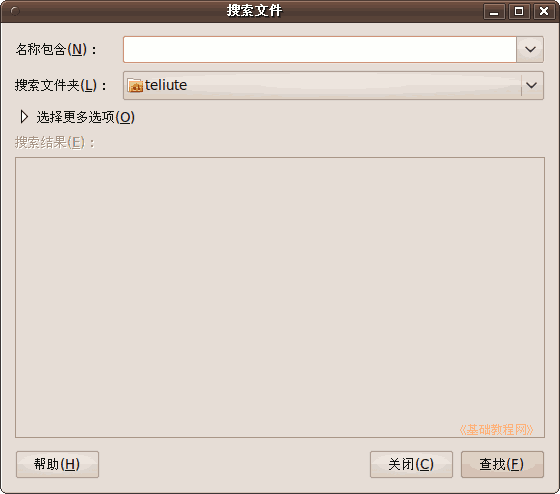 搜索文件
名称包含(N)：
搜索文件夹(L)： teliute
选择更多选项(O)
搜索结果(E)：
《基础教程网》
帮助(H) 关闭(C) 查找(F)